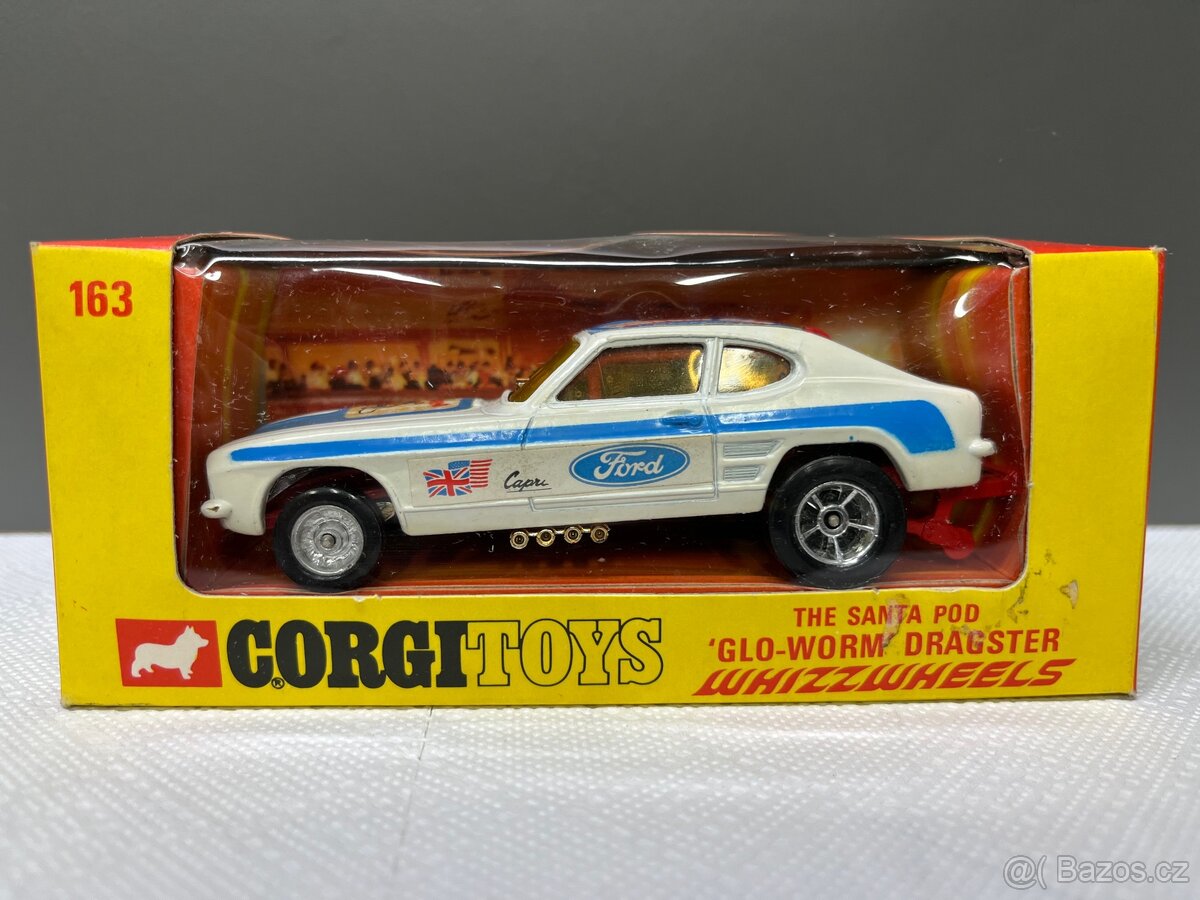 163
Ford
Capri
CORGI TOYS
®
THE SANTA POD
'GLO-WORM' DRAGSTER
WHIZZWHEELS
@( Bazos.cz